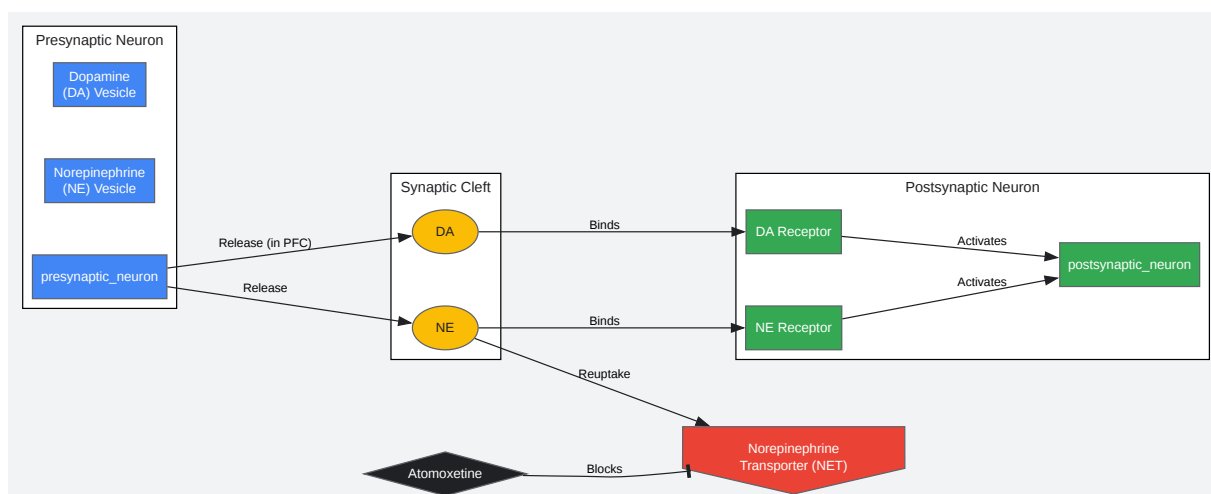 Presynaptic Neuron
Dopamine
(DA) Vesicle
Norepinephrine
(NE) Vesicle
presynaptic_neuron
Release (in PFC)
Release
Synaptic Cleft
DA
NE
Binds
Binds
Reuptake
Postsynaptic Neuron
DA Receptor
NE Receptor
Activates
Activates
postsynaptic_neuron
Atomoxetine
Blocks
Norepinephrine
Transporter (NET)